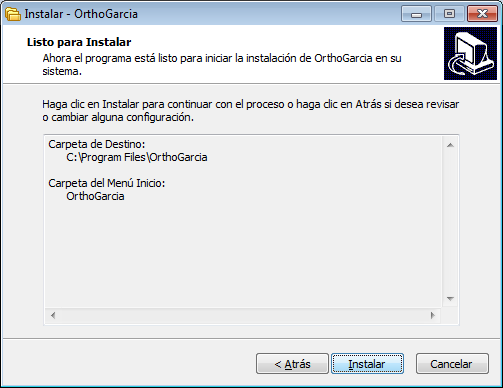 Instalar - OrthoGarcia
Listo para Instalar
Ahora el programa está listo para iniciar la instalación de OrthoGarcia en su
sistema.
Haga clic en Instalar para continuar con el proceso o haga clic en Atrás si desea revisar
o cambiar alguna configuración.
Carpeta de Destino:
C:\Program Files\OrthoGarcia
Carpeta del Menú Inicio:
OrthoGarcia
< Atrás
Instalar
Cancelar